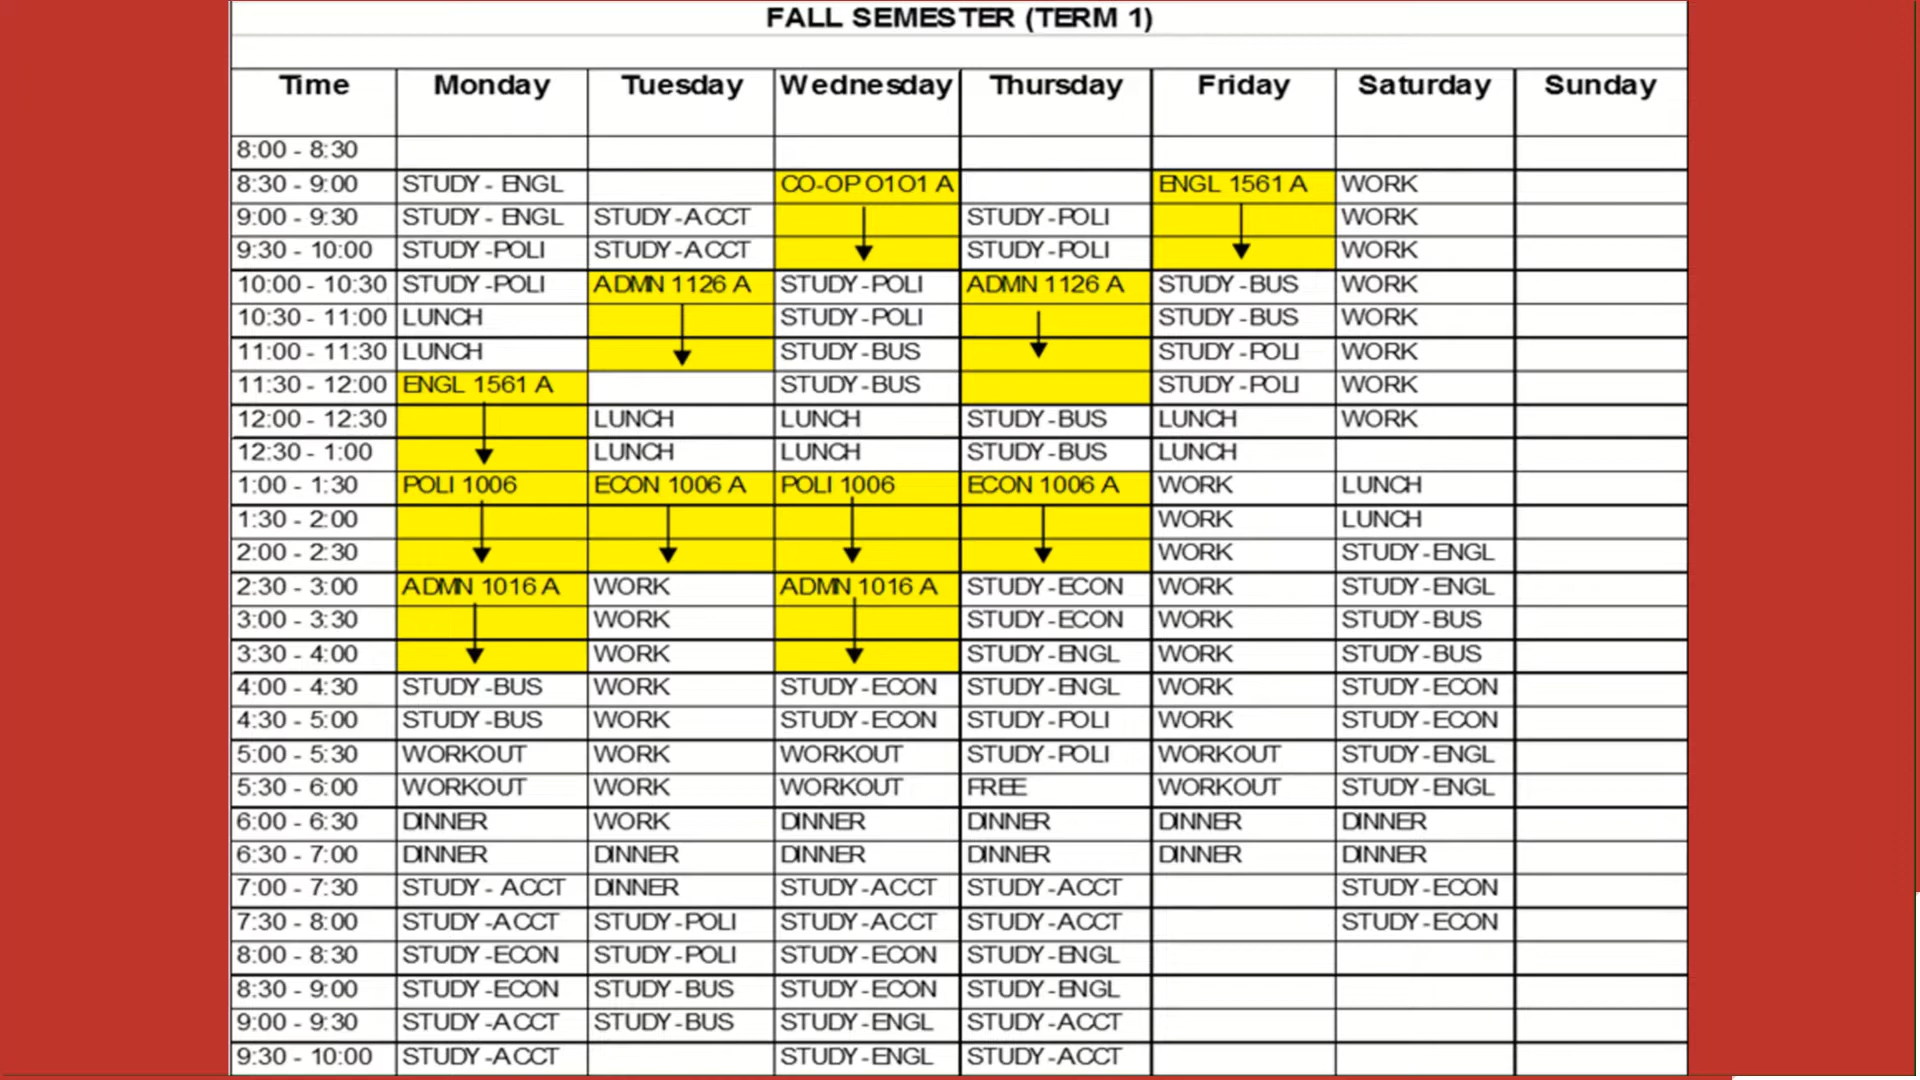 FALL SEMESTER (TERM 1)
Time Monday Tuesday Wednesday Thursday Friday Saturday Sunday
8:00 - 8:30
8:30 - 9:00 STUDY - ENGL CO-OP O1O1 A ENGL 1561 A WORK
9:00 - 9:30 STUDY - ENGL STUDY -ACCT STUDY -POLI WORK
9:30 - 10:00 STUDY -POLI STUDY -ACCT STUDY -POLI WORK
10:00 - 10:30 STUDY -POLI ADMN 1126 A STUDY -POLI ADMN 1126 A STUDY -BUS WORK
10:30 - 11:00 LUNCH STUDY -POLI STUDY -BUS WORK
11:00 - 11:30 LUNCH STUDY -BUS STUDY -POLI WORK
11:30 - 12:00 ENGL 1561 A STUDY -BUS STUDY -POLI WORK
12:00 - 12:30 LUNCH LUNCH STUDY -BUS LUNCH WORK
12:30 - 1:00 LUNCH LUNCH STUDY -BUS LUNCH
1:00 - 1:30 POLI 1006 ECON 1006 A POLI 1006 ECON 1006 A WORK LUNCH
1:30 - 2:00 WORK LUNCH
2:00 - 2:30 WORK STUDY -ENGL
2:30 - 3:00 ADMN 1016 A WORK ADMN 1016 A STUDY -ECON WORK STUDY -ENGL
3:00 - 3:30 WORK STUDY -ECON WORK STUDY -BUS
3:30 - 4:00 WORK STUDY -ENGL WORK STUDY -BUS
4:00 - 4:30 STUDY -BUS WORK STUDY -ECON STUDY -ENGL WORK STUDY -ECON
4:30 - 5:00 STUDY -BUS WORK STUDY -ECON STUDY -POLI WORK STUDY -ECON
5:00 - 5:30 WORKOUT WORK WORKOUT STUDY -POLI WORKOUT STUDY -ENGL
5:30 - 6:00 WORKOUT WORK WORKOUT FREE WORKOUT STUDY -ENGL
6:00 - 6:30 DINNER WORK DINNER DINNER DINNER DINNER
6:30 - 7:00 DINNER DINNER DINNER DINNER DINNER DINNER
7:00 - 7:30 STUDY - ACCT DINNER STUDY -ACCT STUDY -ACCT STUDY -ECON
7:30 - 8:00 STUDY -ACCT STUDY -POLI STUDY -ACCT STUDY -ACCT STUDY -ECON
8:00 - 8:30 STUDY -ECON STUDY -POLI STUDY -ECON STUDY -ENGL
8:30 - 9:00 STUDY -ECON STUDY -BUS STUDY -ECON STUDY -ENGL
9:00 - 9:30 STUDY -ACCT STUDY -BUS STUDY -ENGL STUDY -ACCT
9:30 - 10:00 STUDY -ACCT STUDY -ENGL STUDY -ACCT